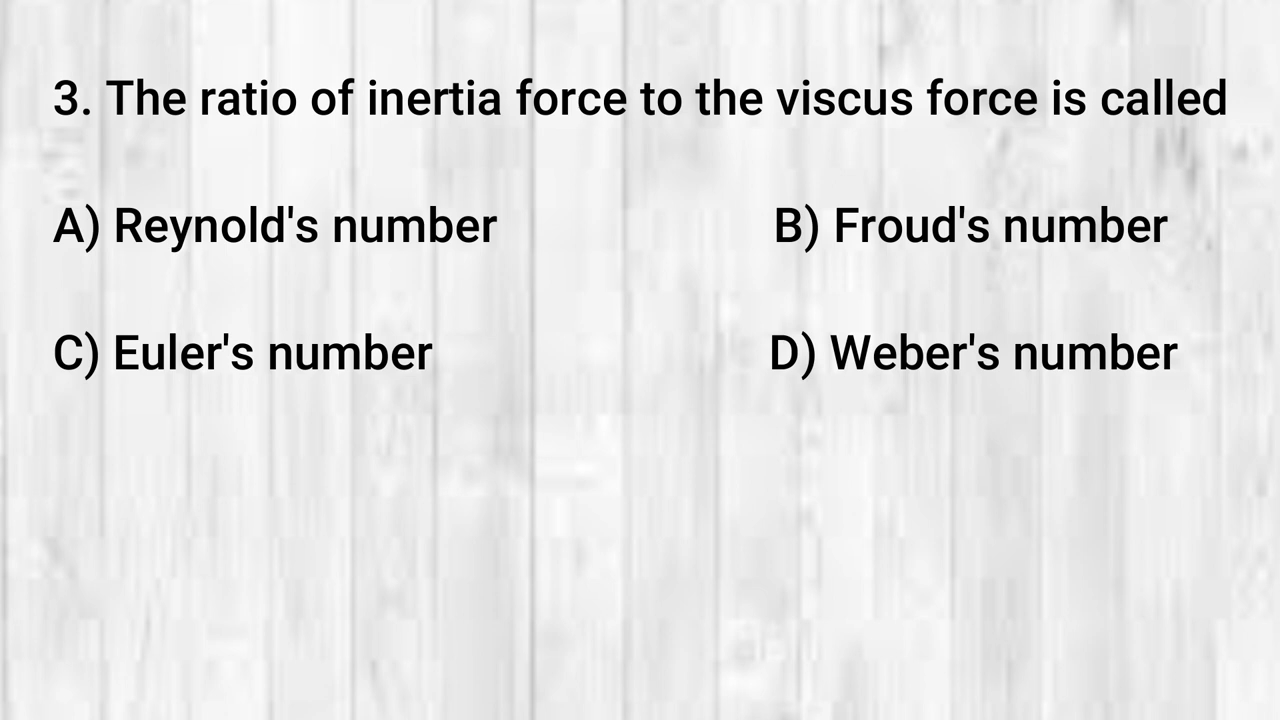 3. The ratio of inertia force to the viscus force is called
A) Reynold's number B) Froud's number
C) Euler's number D) Weber's number